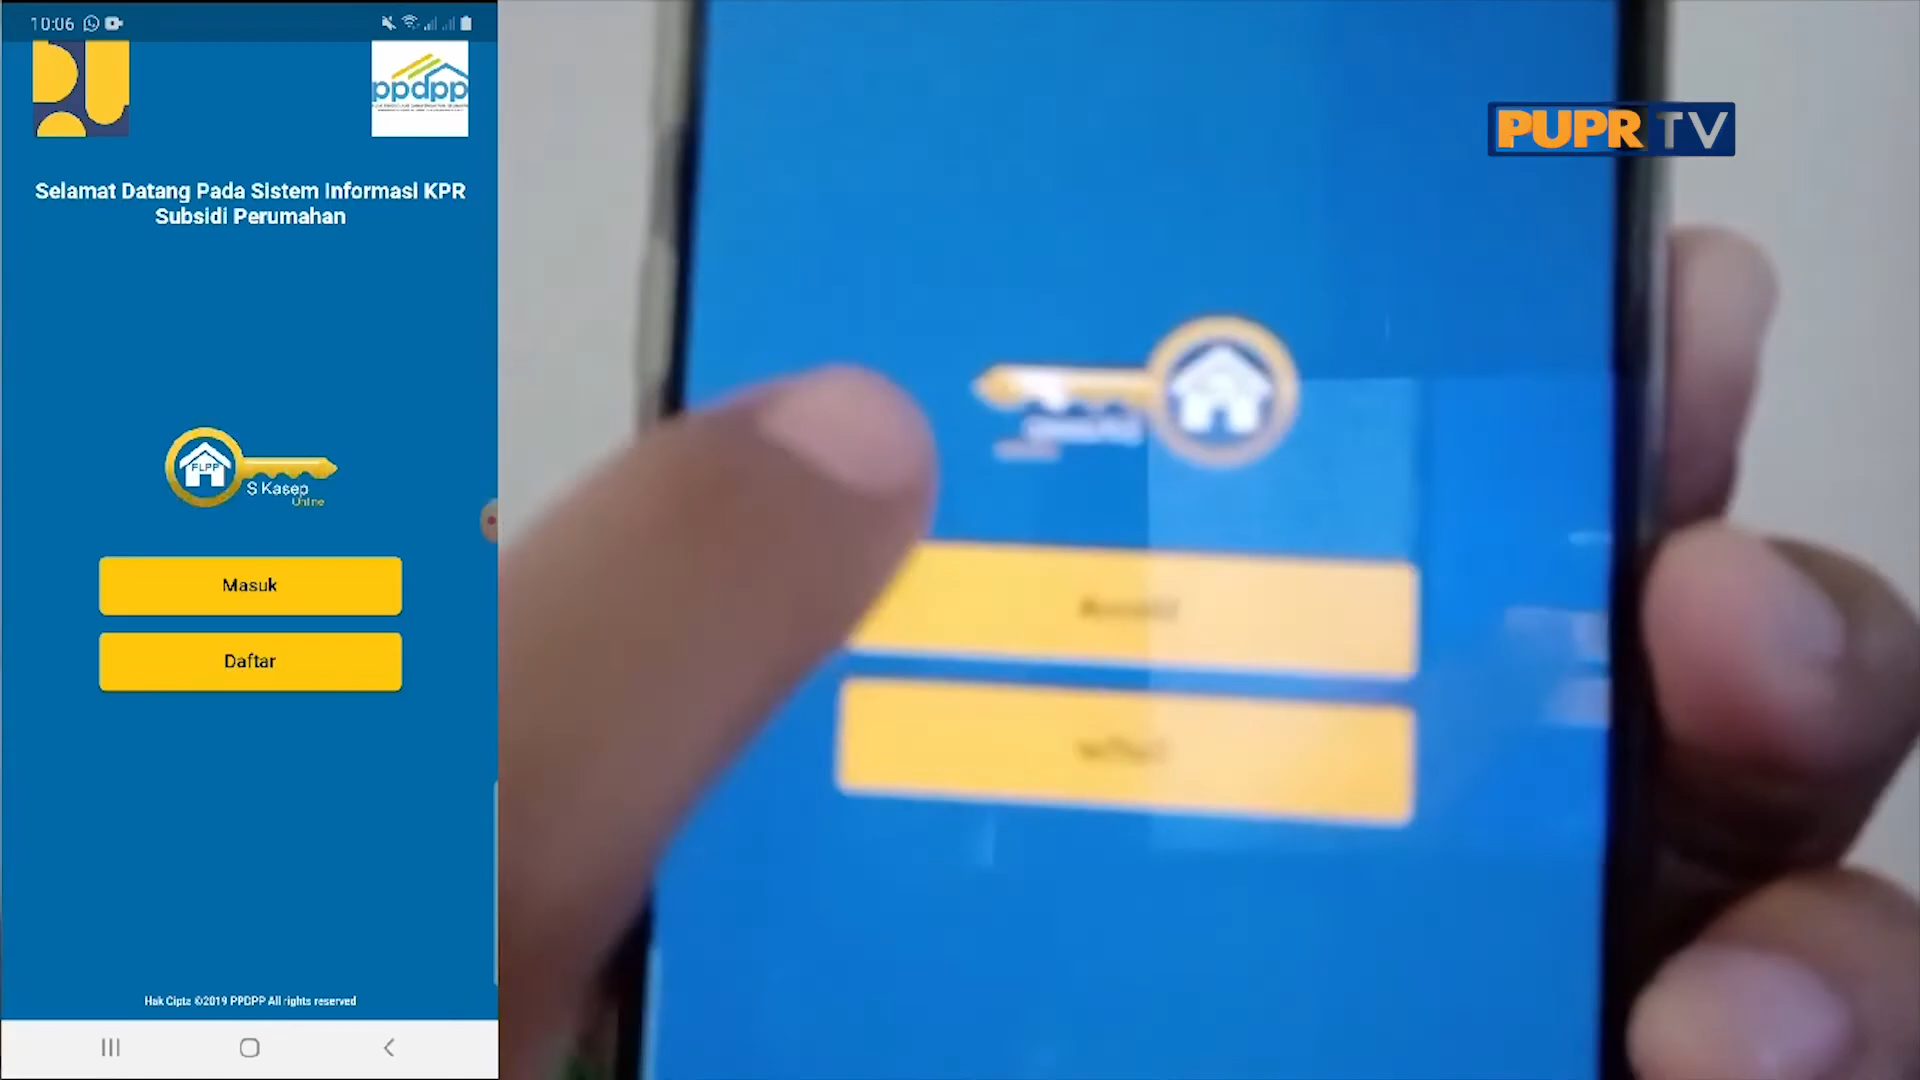 10:06
ppdpp
PUPR TV
Selamat Datang Pada Sistem Informasi KPR
Subsidi Perumahan
FLPP
SiKasep
Online
Masuk
Daftar
Hak Cipta ©2019 PPDPP All rights reserved